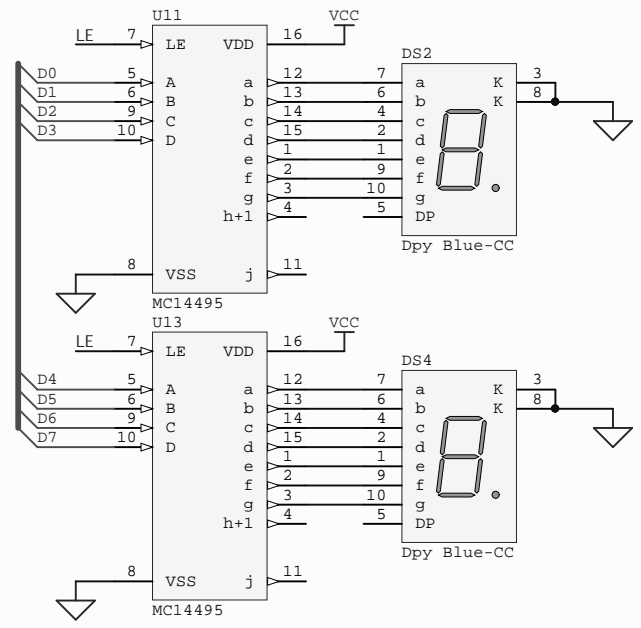 U11
VCC
LE 7 LE VDD 16
DS2
D0 5 A a 12 7 a K 3
D1 6 B b 13 6 b K 8
D2 9 C c 14 4 c
D3 10 D d 15 2 d
e 1 1 e
f 2 9 f
g 3 10 g
h+1 4 5 DP
Dpy Blue-CC
8 VSS j 11
MC14495
U13
VCC
LE 7 LE VDD 16
DS4
D4 5 A a 12 7 a K 3
D5 6 B b 13 6 b K 8
D6 9 C c 14 4 c
D7 10 D d 15 2 d
e 1 1 e
f 2 9 f
g 3 10 g
h+1 4 5 DP
Dpy Blue-CC
8 VSS j 11
MC14495